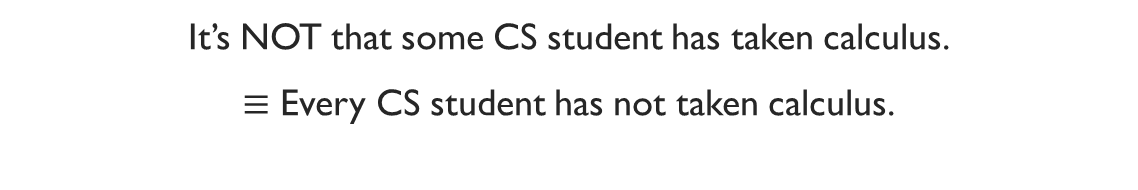 It’s NOT that some CS student has taken calculus.
≡ Every CS student has not taken calculus.